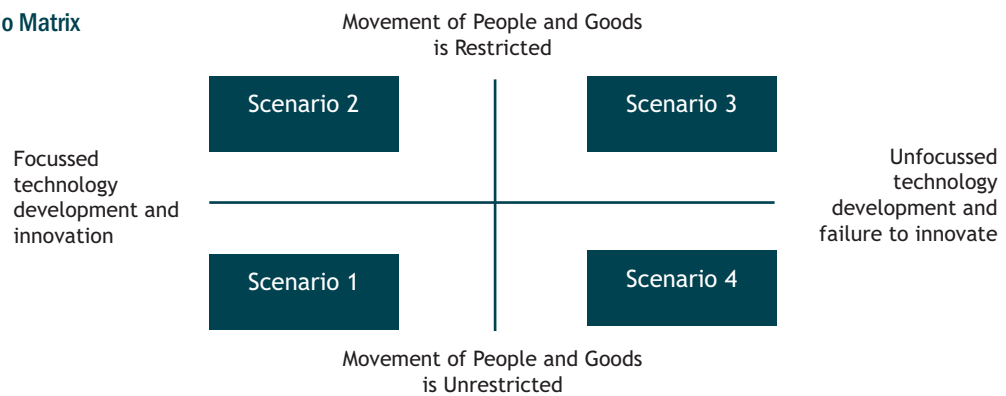 o Matrix
Movement of People and Goods
is Restricted
Scenario 2
Scenario 3
Focussed
technology
development and
innovation
Unfocussed
technology
development and
failure to innovate
Scenario 1
Scenario 4
Movement of People and Goods
is Unrestricted